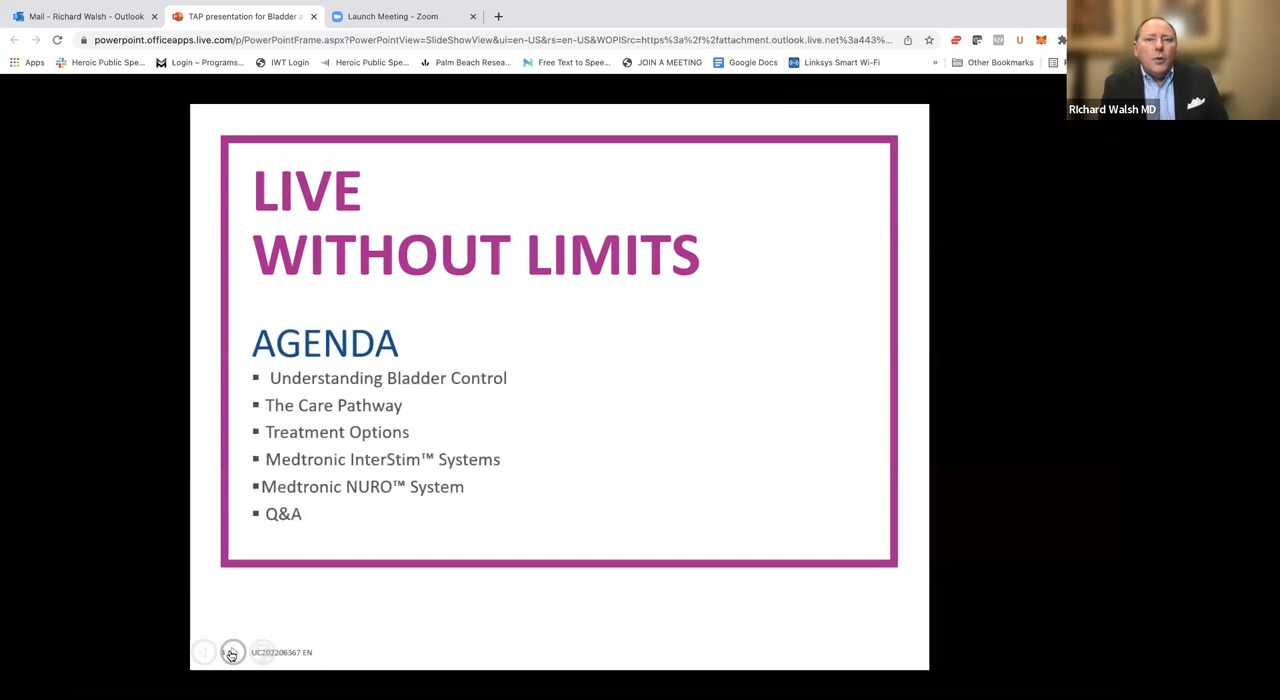 Mail - Richard Walsh - Outlook
TAP presentation for Bladder a
Launch Meeting - Zoom
powerpoint.officeapps.live.com/p/PowerPointFrame.aspx?PowerPointView=SlideShowView&ui=en-US&rs=en-US&WOPISrc=https%3a%2f%2fattachment.outlook.live.net%3a443%...
Apps
Heroic Public Spe...
Login – Programs...
IWT Login
Heroic Public Spe...
Palm Beach Resea...
Free Text to Spee...
JOIN A MEETING
Google Docs
Linksys Smart Wi-Fi
»
Other Bookmarks
RIchard Walsh MD
LIVE
WITHOUT LIMITS
AGENDA
▪ Understanding Bladder Control
▪ The Care Pathway
▪ Treatment Options
▪ Medtronic InterStim™ Systems
▪Medtronic NURO™ System
▪ Q&A
UC202206367 EN